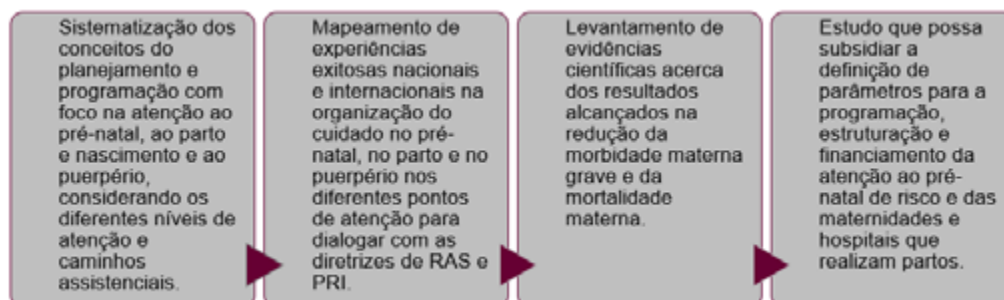 Sistematização dos
conceitos do
planejamento e
programação com
foco na atenção ao
pré-natal, ao parto
e nascimento e ao
puerpério,
considerando os
diferentes níveis de
atenção e
caminhos
assistenciais.
Mapeamento de
experiências
exitosas nacionais
e internacionais na
organização do
cuidado no pré-
natal, no parto e no
puerpério nos
diferentes pontos
de atenção para
dialogar com as
diretrizes de RAS e
PRI.
Levantamento de
evidências
científicas acerca
dos resultados
alcançados na
redução da
morbidade materna
grave e da
mortalidade
materna.
Estudo que possa
subsidiar a
definição de
parâmetros para a
programação,
estruturação e
financiamento da
atenção ao pré-
natal de risco e das
maternidades e
hospitais que
realizam partos.